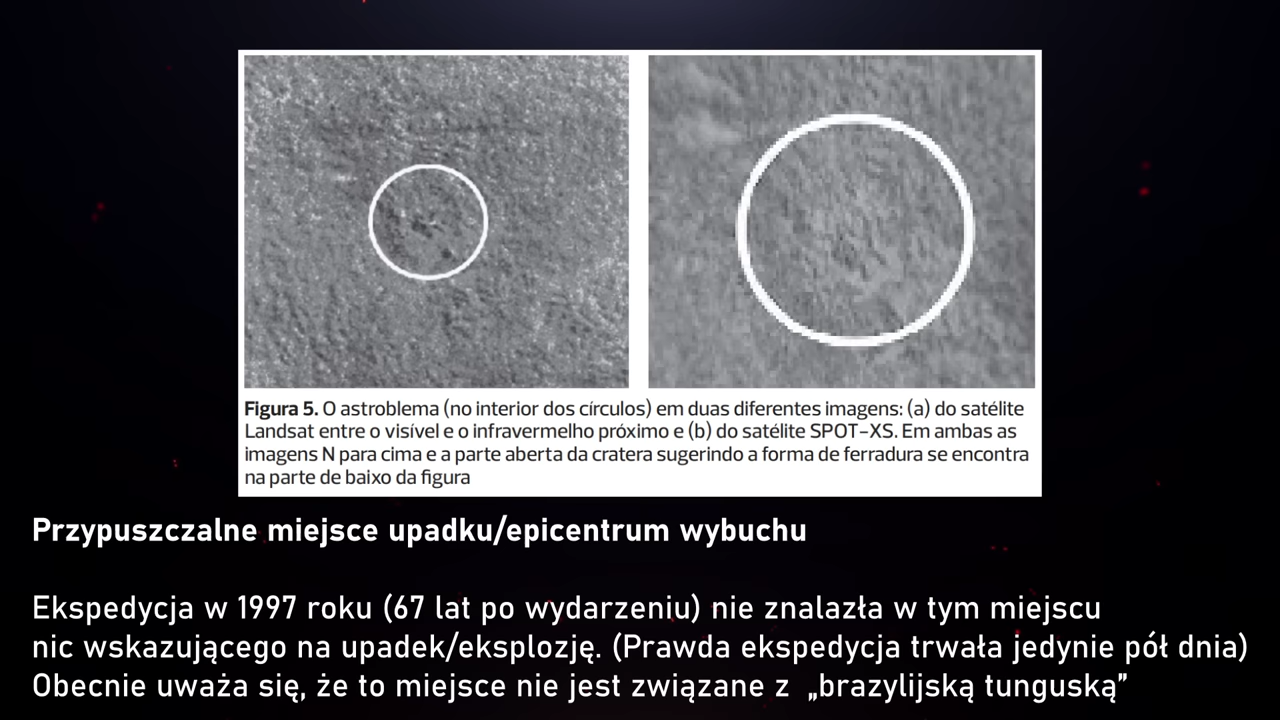 Figura 5. O astroblema (no interior dos círculos) em duas diferentes imagens: (a) do satélite
Landsat entre o visível e o infravermelho próximo e (b) do satélite SPOT–XS. Em ambas as
imagens N para cima e a parte aberta da cratera sugerindo a forma de ferradura se encontra
na parte de baixo da figura
Przypuszczalne miejsce upadku/epicentrum wybuchu
Ekspedycja w 1997 roku (67 lat po wydarzeniu) nie znalazła w tym miejscu
nic wskazującego na upadek/eksplozję. (Prawda ekspedycja trwała jedynie pół dnia)
Obecnie uważa się, że to miejsce nie jest związane z „brazylijską tunguską”